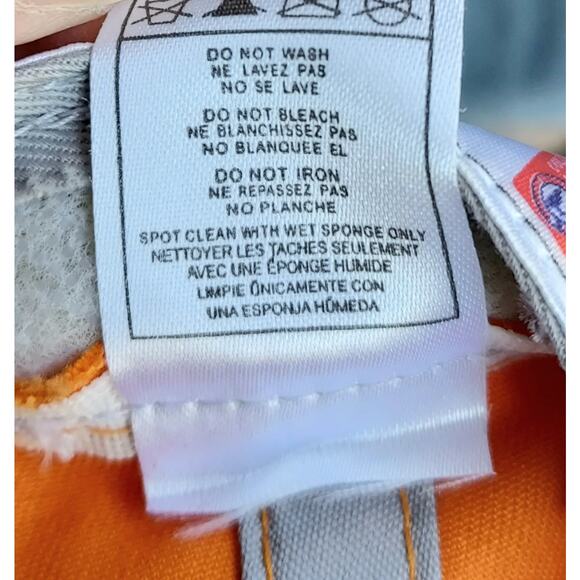 DO NOT WASH
NE LAVEZ PAS
NO SE LAVE
DO NOT BLEACH
NE BLANCHISSEZ PAS
NO BLANQUEE EL
DO NOT IRON
NE REPASSEZ PAS
NO PLANCHE
SPOT CLEAN WITH WET SPONGE ONLY
NETTOYER LES TACHES SEULEMENT
AVEC UNE ÉPONGE HUMIDE
LIMPIE ÚNICAMENTE CON
UNA ESPONJA HÚMEDA